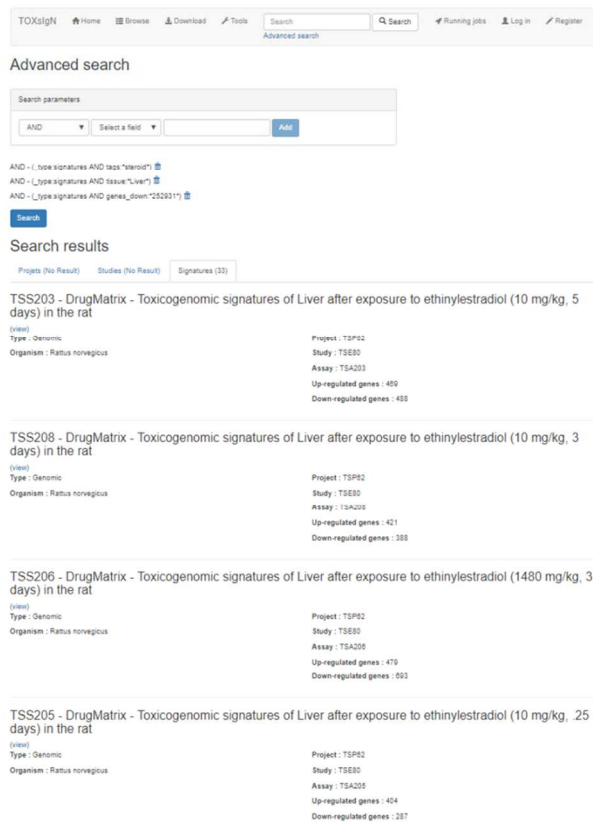 TOXsIgN Home Browse Download Tools Search Search Running jobs Log in Register
Advanced search
Advanced search
Search parameters
AND Select a field Add
AND - (_type:signatures AND tags:"steroid")
AND - (_type:signatures AND tissue:"Liver")
AND - (_type:signatures AND genes_down:"252931")
Search
Search results
Projets (No Result) Studies (No Result) Signatures (33)
TSS203 - DrugMatrix - Toxicogenomic signatures of Liver after exposure to ethinylestradiol (10 mg/kg, 5
days) in the rat
(view)
Type : Genomic Project : TSP62
Organism : Rattus norvegicus Study : TSE80
Assay : TSA203
Up-regulated genes : 469
Down-regulated genes : 488
TSS208 - DrugMatrix - Toxicogenomic signatures of Liver after exposure to ethinylestradiol (10 mg/kg, 3
days) in the rat
(view)
Type : Genomic Project : TSP62
Organism : Rattus norvegicus Study : TSE80
Assay : TSA208
Up-regulated genes : 421
Down-regulated genes : 388
TSS206 - DrugMatrix - Toxicogenomic signatures of Liver after exposure to ethinylestradiol (1480 mg/kg, 3
days) in the rat
(view)
Type : Genomic Project : TSP62
Organism : Rattus norvegicus Study : TSE80
Assay : TSA206
Up-regulated genes : 479
Down-regulated genes : 693
TSS205 - DrugMatrix - Toxicogenomic signatures of Liver after exposure to ethinylestradiol (10 mg/kg, .25
days) in the rat
(view)
Type : Genomic Project : TSP62
Organism : Rattus norvegicus Study : TSE80
Assay : TSA205
Up-regulated genes : 404
Down-regulated genes : 287